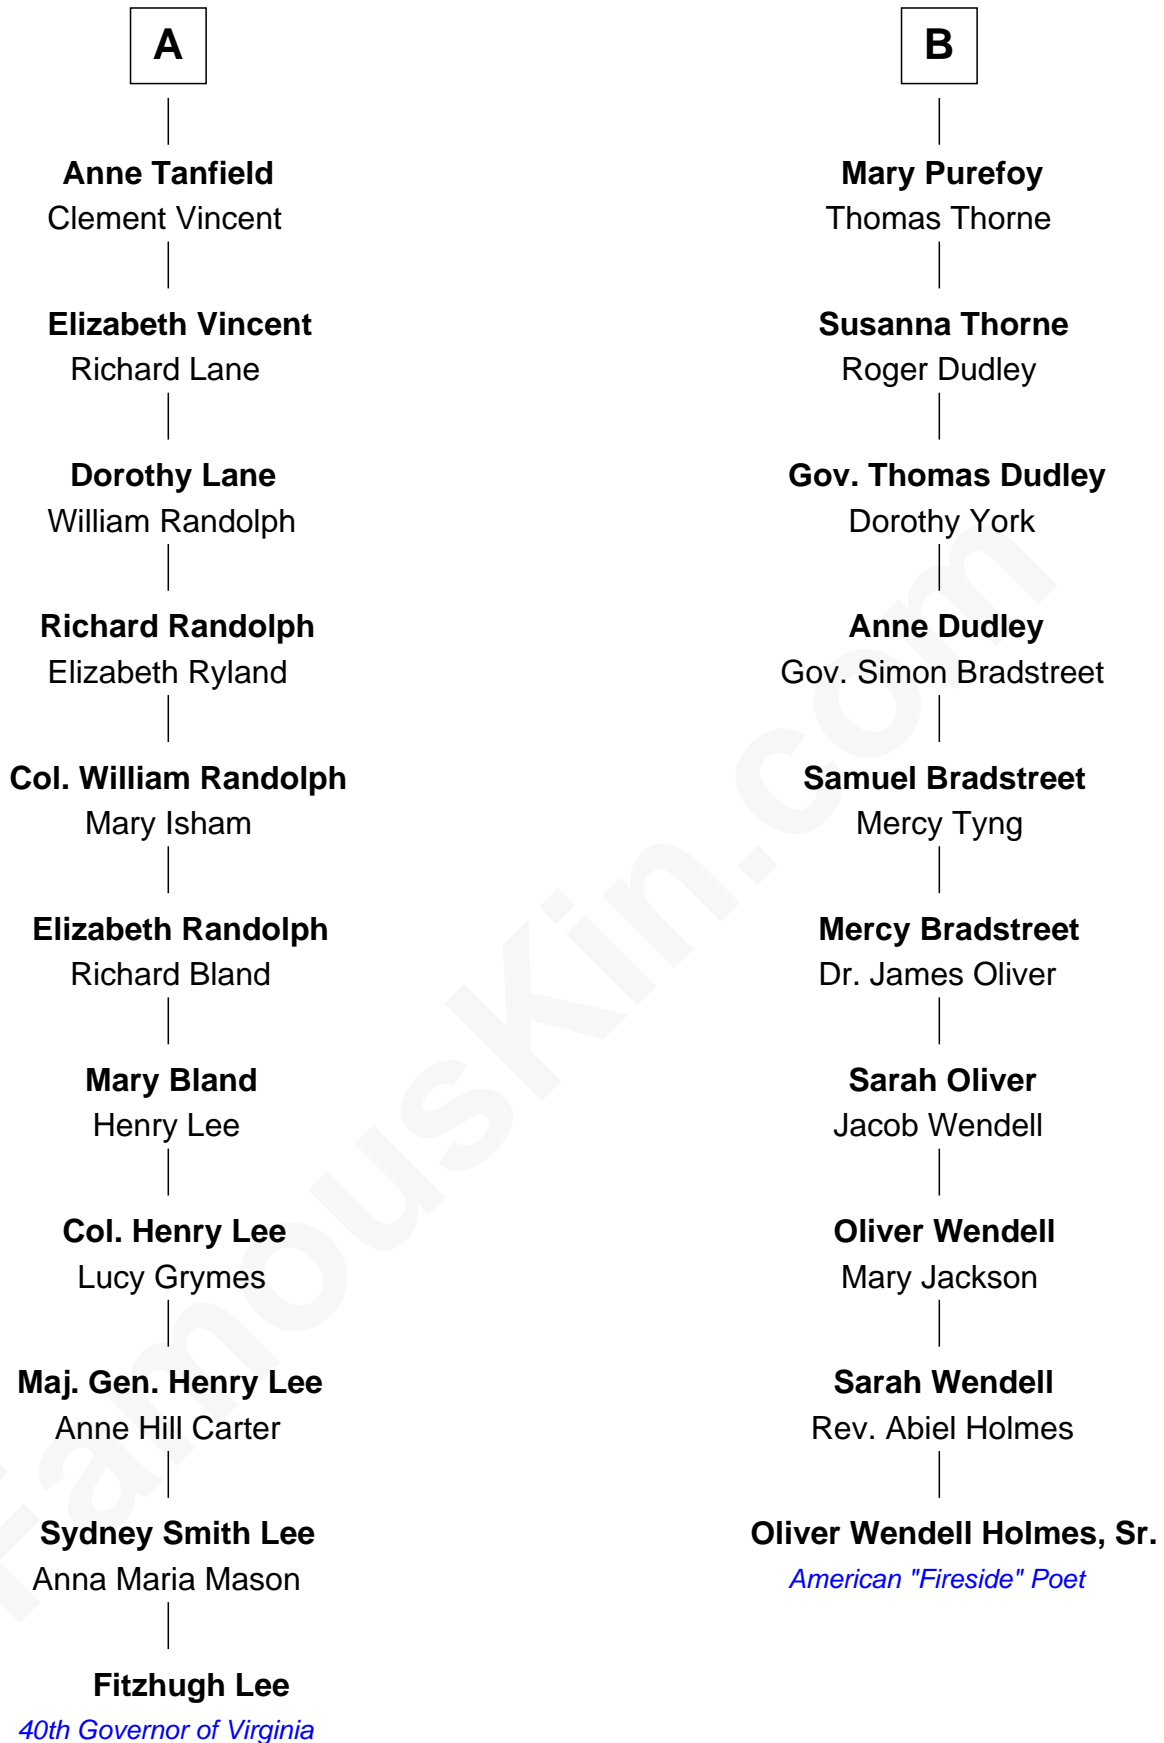 A
Anne Tanfield
Clement Vincent
Elizabeth Vincent
Richard Lane
Dorothy Lane
William Randolph
Richard Randolph
Elizabeth Ryland
Col. William Randolph
Mary Isham
Elizabeth Randolph
Richard Bland
Mary Bland
Henry Lee
Col. Henry Lee
Lucy Grymes
Maj. Gen. Henry Lee
Anne Hill Carter
Sydney Smith Lee
Anna Maria Mason
Fitzhugh Lee
40th Governor of Virginia
B
Mary Purefoy
Thomas Thorne
Susanna Thorne
Roger Dudley
Gov. Thomas Dudley
Dorothy York
Anne Dudley
Gov. Simon Bradstreet
Samuel Bradstreet
Mercy Tyng
Mercy Bradstreet
Dr. James Oliver
Sarah Oliver
Jacob Wendell
Oliver Wendell
Mary Jackson
Sarah Wendell
Rev. Abiel Holmes
Oliver Wendell Holmes, Sr.
American "Fireside" Poet
FamousKin.com